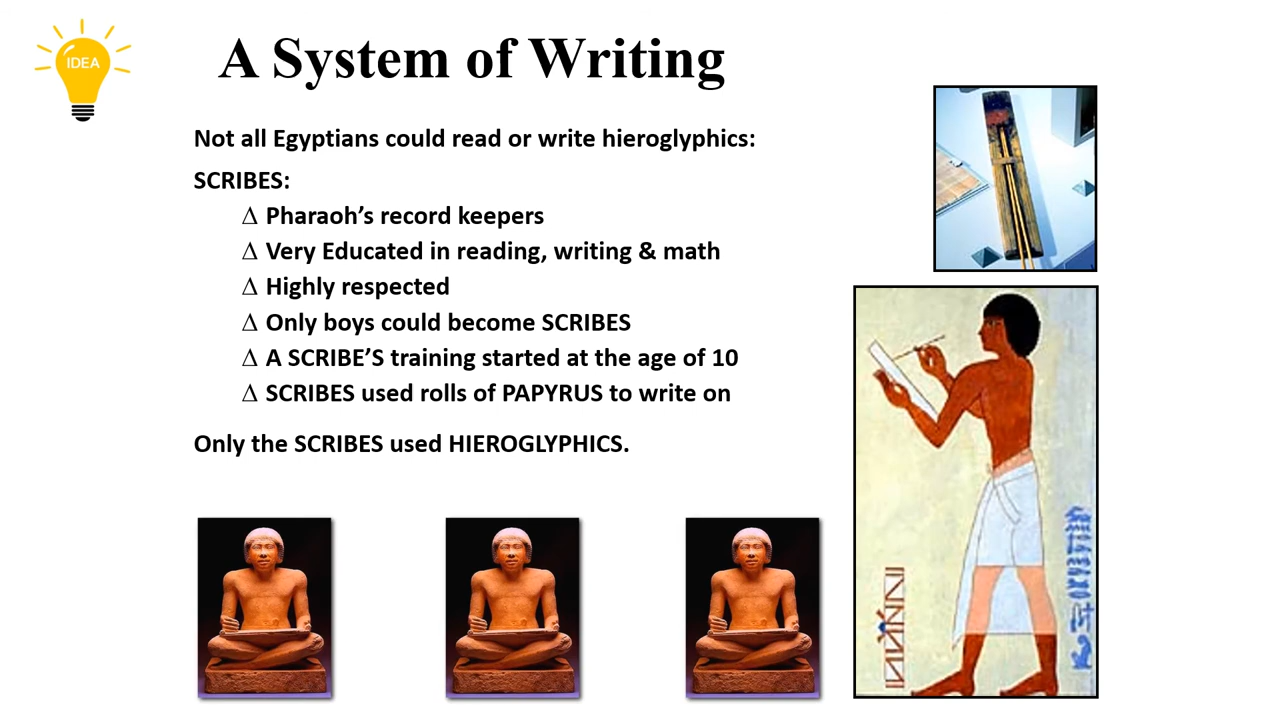 IDEA
A System of Writing
Not all Egyptians could read or write hieroglyphics:
SCRIBES:
∆ Pharaoh’s record keepers
∆ Very Educated in reading, writing & math
∆ Highly respected
∆ Only boys could become SCRIBES
∆ A SCRIBE’S training started at the age of 10
∆ SCRIBES used rolls of PAPYRUS to write on
Only the SCRIBES used HIEROGLYPHICS.